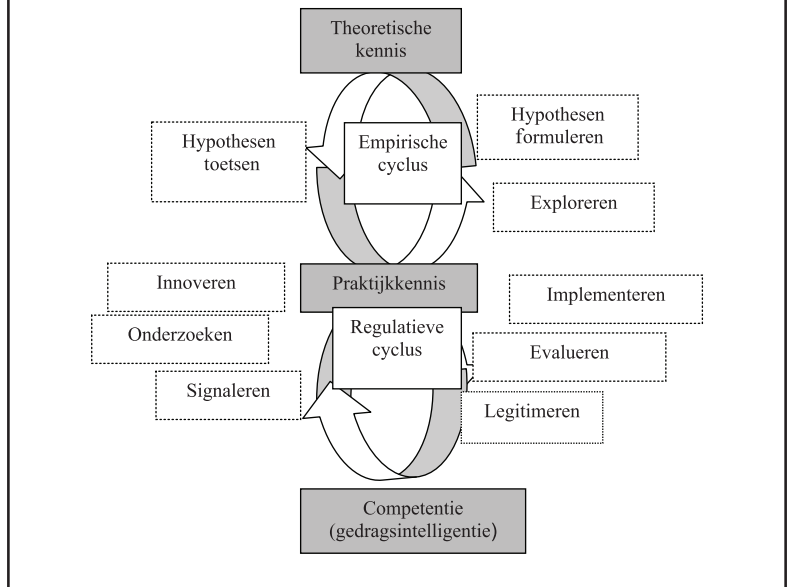 Theoretische
kennis
Hypothesen
formuleren
Hypothesen
toetsen
Empirische
cyclus
Exploreren
Innoveren
Praktijkkennis
Implementeren
Onderzoeken
Regulatieve
cyclus
Evalueren
Signaleren
Legitimeren
Competentie
(gedragsintelligentie)